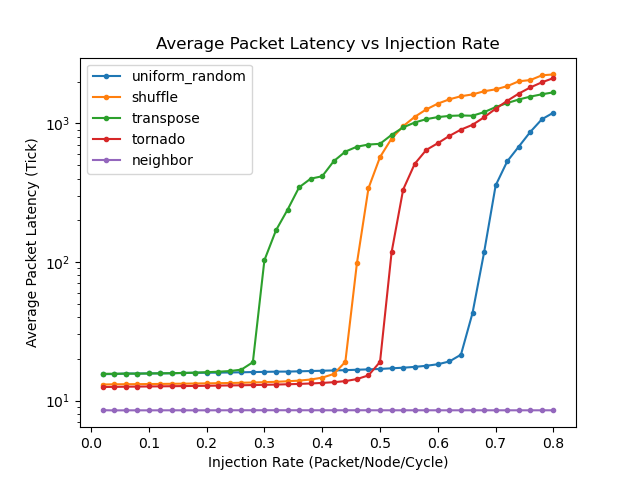 Average Packet Latency vs Injection Rate
uniform_random
shuffle
transpose
tornado
neighbor
Average Packet Latency (Tick)
10³
10²
10¹
0.0 0.1 0.2 0.3 0.4 0.5 0.6 0.7 0.8
Injection Rate (Packet/Node/Cycle)